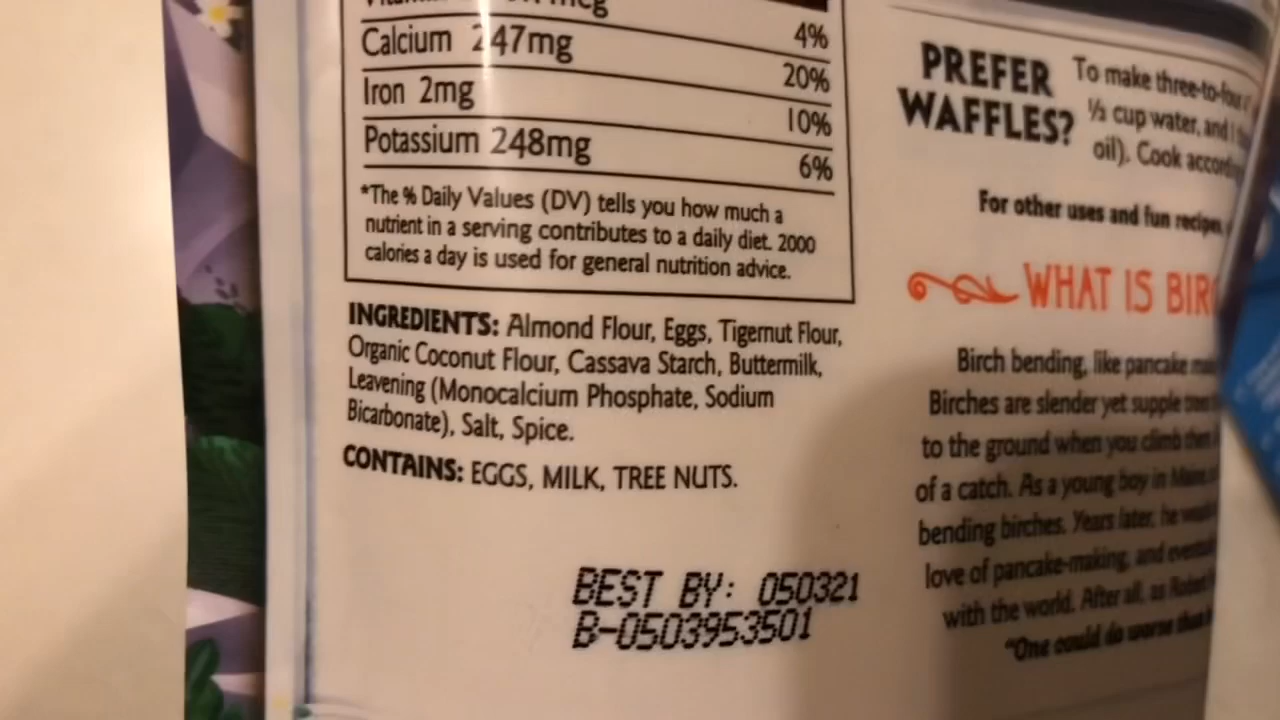 mcg 4%
Calcium 247mg 20%
Iron 2mg 10%
Potassium 248mg 6%
*The % Daily Values (DV) tells you how much a
nutrient in a serving contributes to a daily diet. 2000
calories a day is used for general nutrition advice.
INGREDIENTS: Almond Flour, Eggs, Tigernut Flour,
Organic Coconut Flour, Cassava Starch, Buttermilk,
Leavening (Monocalcium Phosphate, Sodium
Bicarbonate), Salt, Spice.
CONTAINS: EGGS, MILK, TREE NUTS.
BEST BY: 050321
B-0503953501
PREFER
WAFFLES?
To make three-to-four
⅓ cup water, and 1
oil). Cook
For other uses and fun recipes
WHAT IS
Birch bending, like pancake
Birches are slender yet supple
to the ground when you climb
of a catch. As a young boy in
bending birches. Years later, he
love of pancake-making, and
with the world. After all, as Robert
"One could do worse than